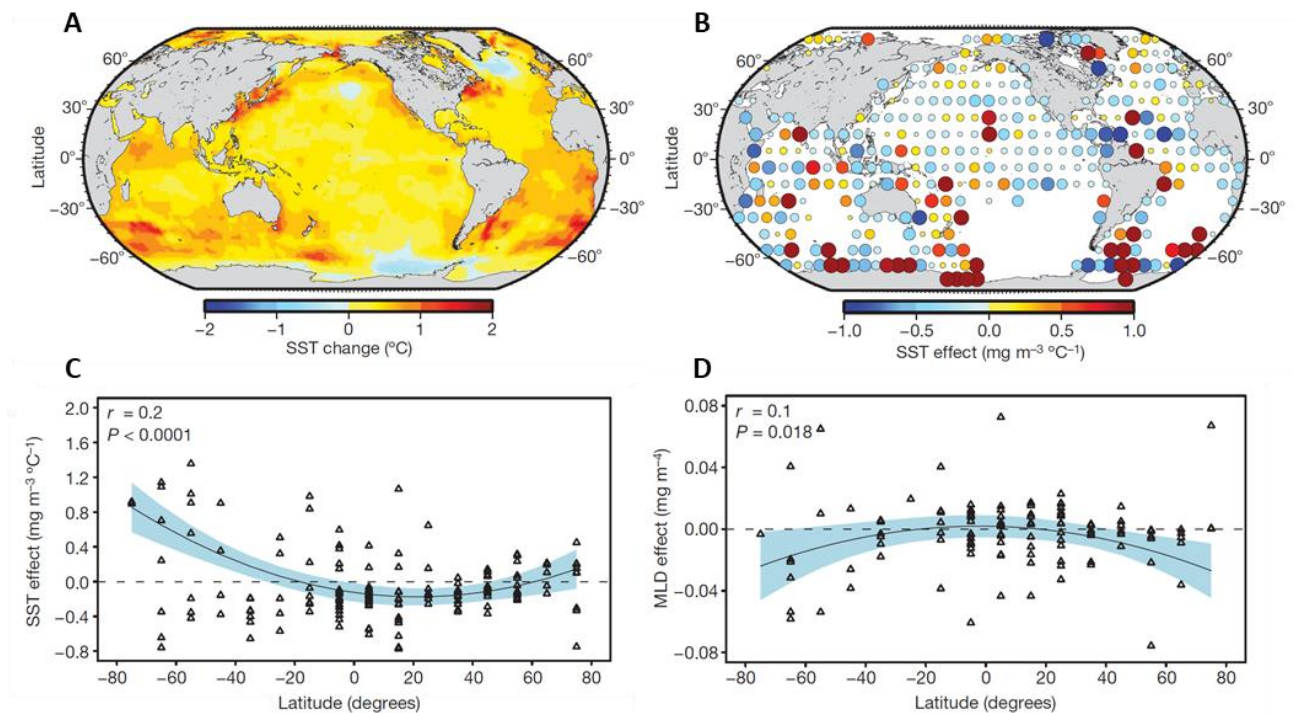 A
60°
30°
0°
−30°
−60°
Latitude
60°
30°
0°
−30°
−60°
−2 −1 0 1 2
SST change (°C)
B
60°
30°
0°
−30°
−60°
Latitude
60°
30°
0°
−30°
−60°
−1.0 −0.5 0.0 0.5 1.0
SST effect (mg m−3 °C−1)
C
r = 0.2
P < 0.0001
2.0
1.6
1.2
0.8
0.4
0.0
−0.4
−0.8
SST effect (mg m−3 °C−1)
−80 −60 −40 −20 0 20 40 60 80
Latitude (degrees)
D
r = 0.1
P = 0.018
0.08
0.04
0.00
−0.04
−0.08
MLD effect (mg m−4)
−80 −60 −40 −20 0 20 40 60 80
Latitude (degrees)